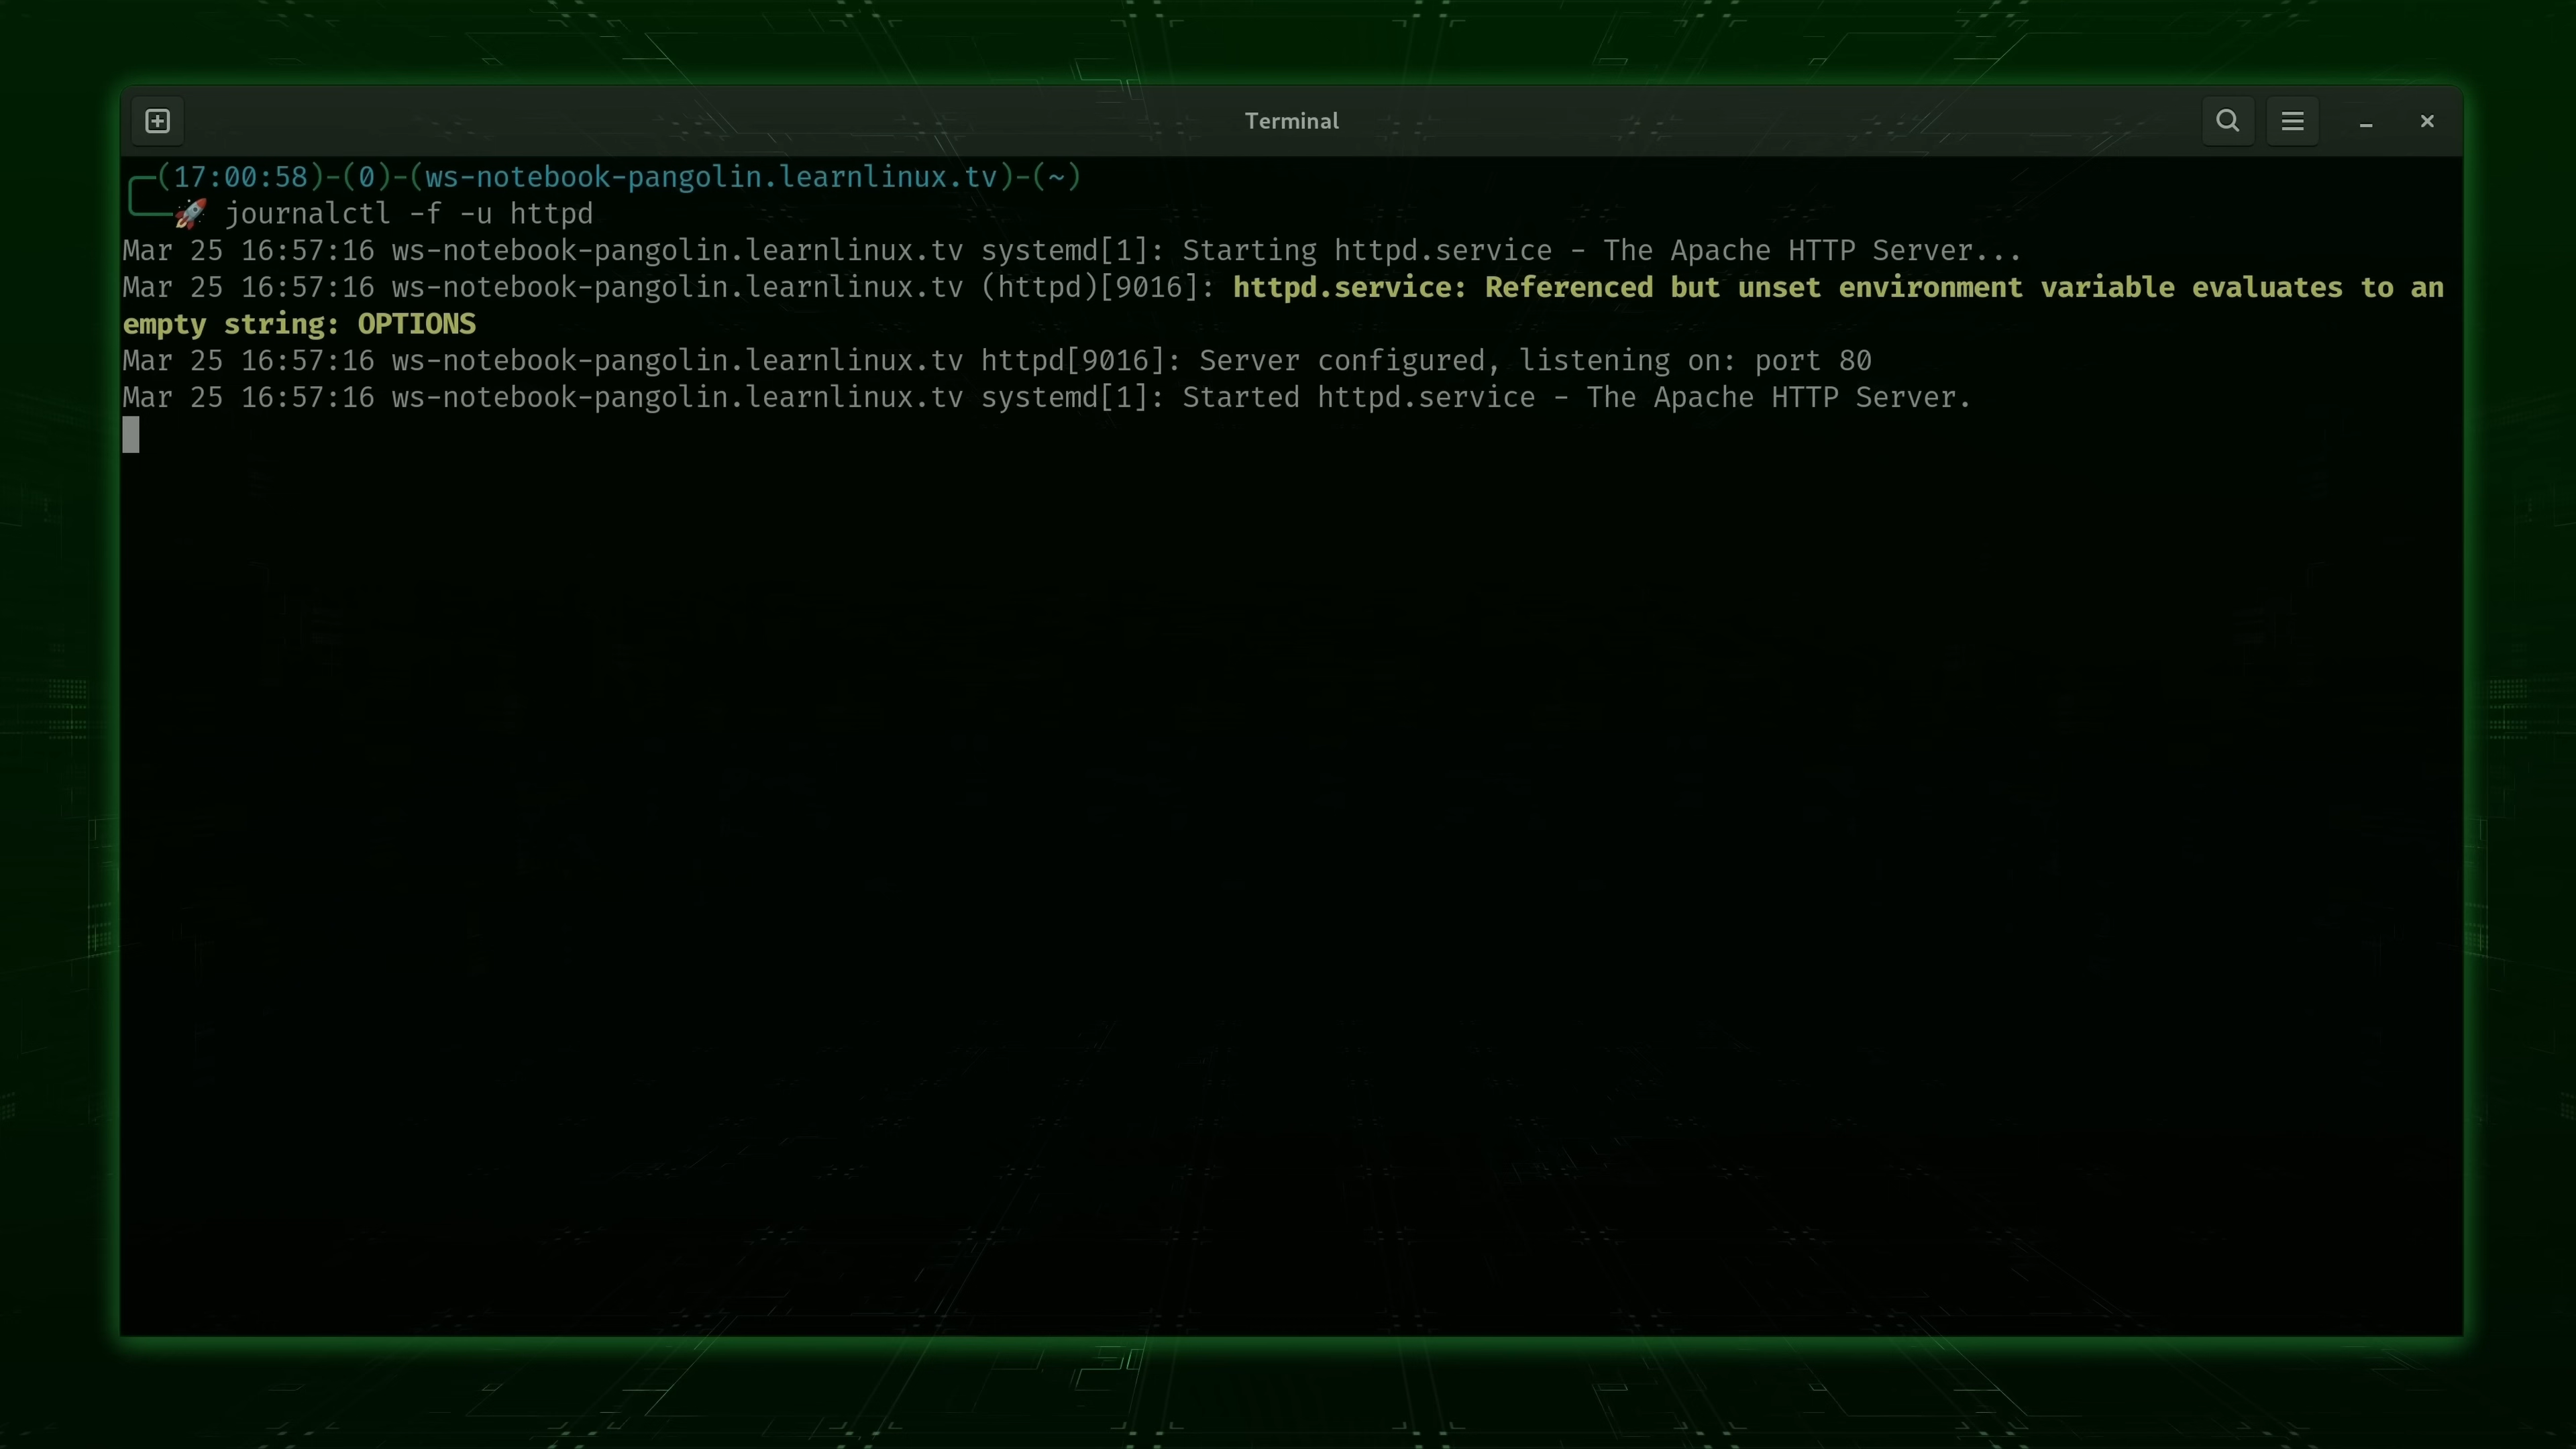 Terminal
(17:00:58)-(0)-(ws-notebook-pangolin.learnlinux.tv)-(~)
🚀 journalctl -f -u httpd
Mar 25 16:57:16 ws-notebook-pangolin.learnlinux.tv systemd[1]: Starting httpd.service - The Apache HTTP Server...
Mar 25 16:57:16 ws-notebook-pangolin.learnlinux.tv (httpd)[9016]: httpd.service: Referenced but unset environment variable evaluates to an
empty string: OPTIONS
Mar 25 16:57:16 ws-notebook-pangolin.learnlinux.tv httpd[9016]: Server configured, listening on: port 80
Mar 25 16:57:16 ws-notebook-pangolin.learnlinux.tv systemd[1]: Started httpd.service - The Apache HTTP Server.